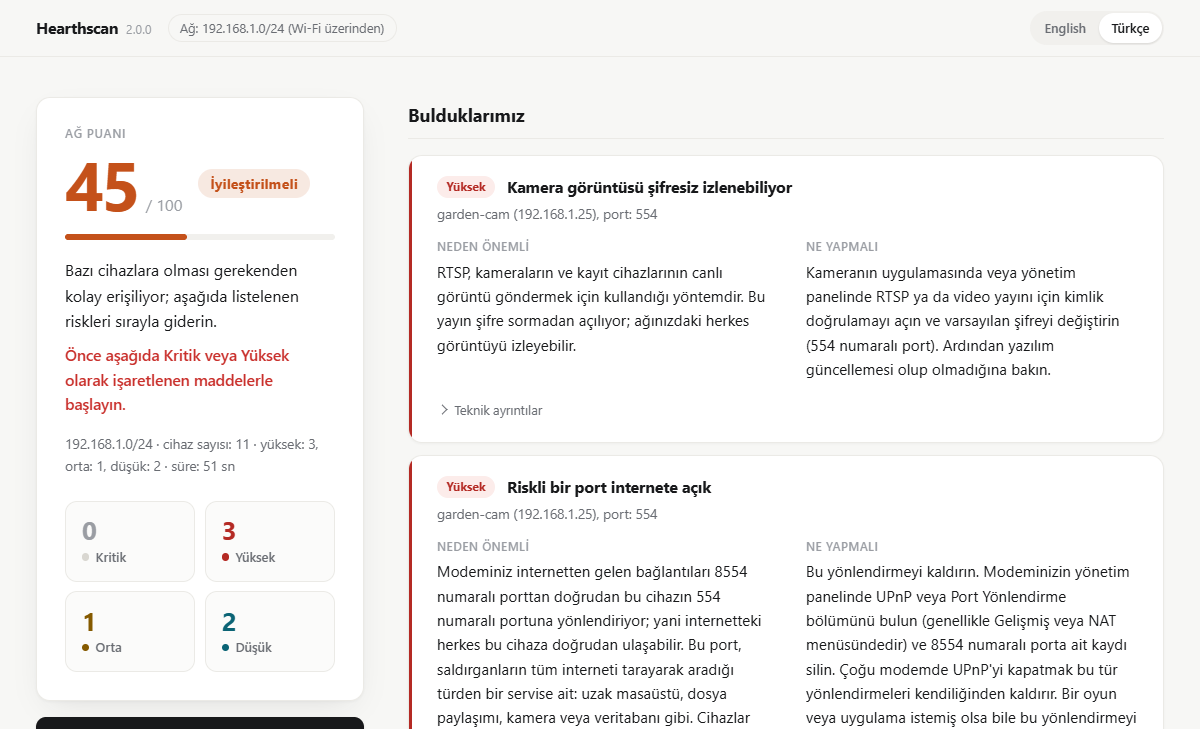 Hearthscan 2.0.0
Ağ: 192.168.1.0/24 (Wi-Fi üzerinden)
English
Türkçe
AĞ PUANI
45 / 100
İyileştirilmeli
Bazı cihazlara olması gerekenden
kolay erişiliyor; aşağıda listelenen
riskleri sırayla giderin.
Önce aşağıda Kritik veya Yüksek
olarak işaretlenen maddelerle
başlayın.
192.168.1.0/24 · cihaz sayısı: 11 · yüksek: 3,
orta: 1, düşük: 2 · süre: 51 sn
0
Kritik
3
Yüksek
1
Orta
2
Düşük
Bulduklarımız
Yüksek
Kamera görüntüsü şifresiz izlenebiliyor
garden-cam (192.168.1.25), port: 554
NEDEN ÖNEMLİ
RTSP, kameraların ve kayıt cihazlarının canlı
görüntü göndermek için kullandığı yöntemdir. Bu
yayın şifre sormadan açılıyor; ağınızdaki herkes
görüntüyü izleyebilir.
NE YAPMALI
Kameranın uygulamasında veya yönetim
panelinde RTSP ya da video yayını için kimlik
doğrulamayı açın ve varsayılan şifreyi değiştirin
(554 numaralı port). Ardından yazılım
güncellemesi olup olmadığına bakın.
Teknik ayrıntılar
Yüksek
Riskli bir port internete açık
garden-cam (192.168.1.25), port: 554
NEDEN ÖNEMLİ
Modeminiz internetten gelen bağlantıları 8554
numaralı porttan doğrudan bu cihazın 554
numaralı portuna yönlendiriyor; yani internetteki
herkes bu cihaza doğrudan ulaşabilir. Bu port,
saldırganların tüm interneti tarayarak aradığı
türden bir servise ait: uzak masaüstü, dosya
paylaşımı, kamera veya veritabanı gibi. Cihazlar
NE YAPMALI
Bu yönlendirmeyi kaldırın. Modeminizin yönetim
panelinde UPnP veya Port Yönlendirme
bölümünü bulun (genellikle Gelişmiş veya NAT
menüsündedir) ve 8554 numaralı porta ait kaydı
silin. Çoğu modemde UPnP'yi kapatmak bu tür
yönlendirmeleri kendiliğinden kaldırır. Bir oyun
veya uygulama istemiş olsa bile bu yönlendirmeyi